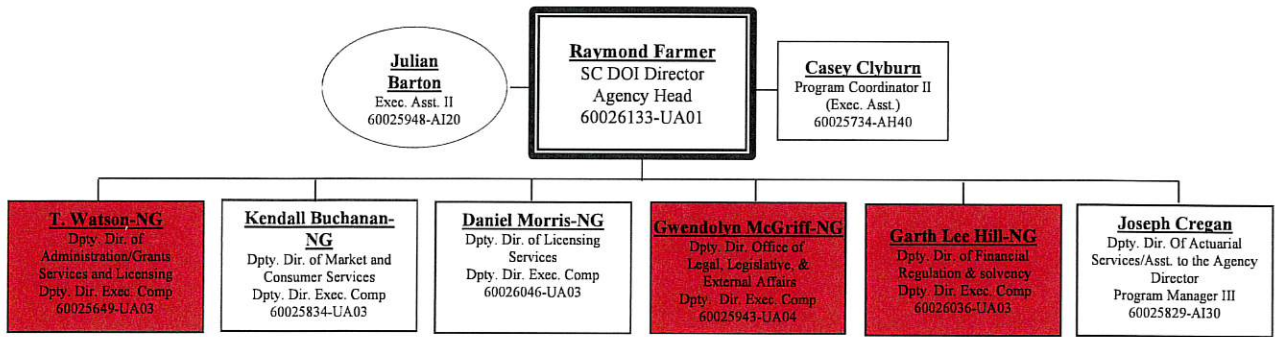 Julian
Barton
Exec. Asst. II
60025948-AI20
Raymond Farmer
SC DOI Director
Agency Head
60026133-UA01
Casey Clyburn
Program Coordinator II
(Exec. Asst.)
60025734-AH40
T. Watson-NG
Dpty. Dir. of
Administration/Grants
Services and Licensing
Dpty. Dir. Exec. Comp
60025649-UA03
Kendall Buchanan-
NG
Dpty. Dir. of Market and
Consumer Services
Dpty. Dir. Exec. Comp
60025834-UA03
Daniel Morris-NG
Dpty. Dir. of Licensing
Services
Dpty. Dir. Exec. Comp
60026046-UA03
Gwendolyn McGriff-NG
Dpty. Dir. Office of
Legal, Legislative, &
External Affairs
Dpty. Dir. Exec. Comp
60025943-UA04
Garth Lee Hill-NG
Dpty. Dir. of Financial
Regulation & solvency
Dpty. Dir. Exec. Comp
60026036-UA03
Joseph Cregan
Dpty. Dir. Of Actuarial
Services/Asst. to the Agency
Director
Program Manager III
60025829-AI30